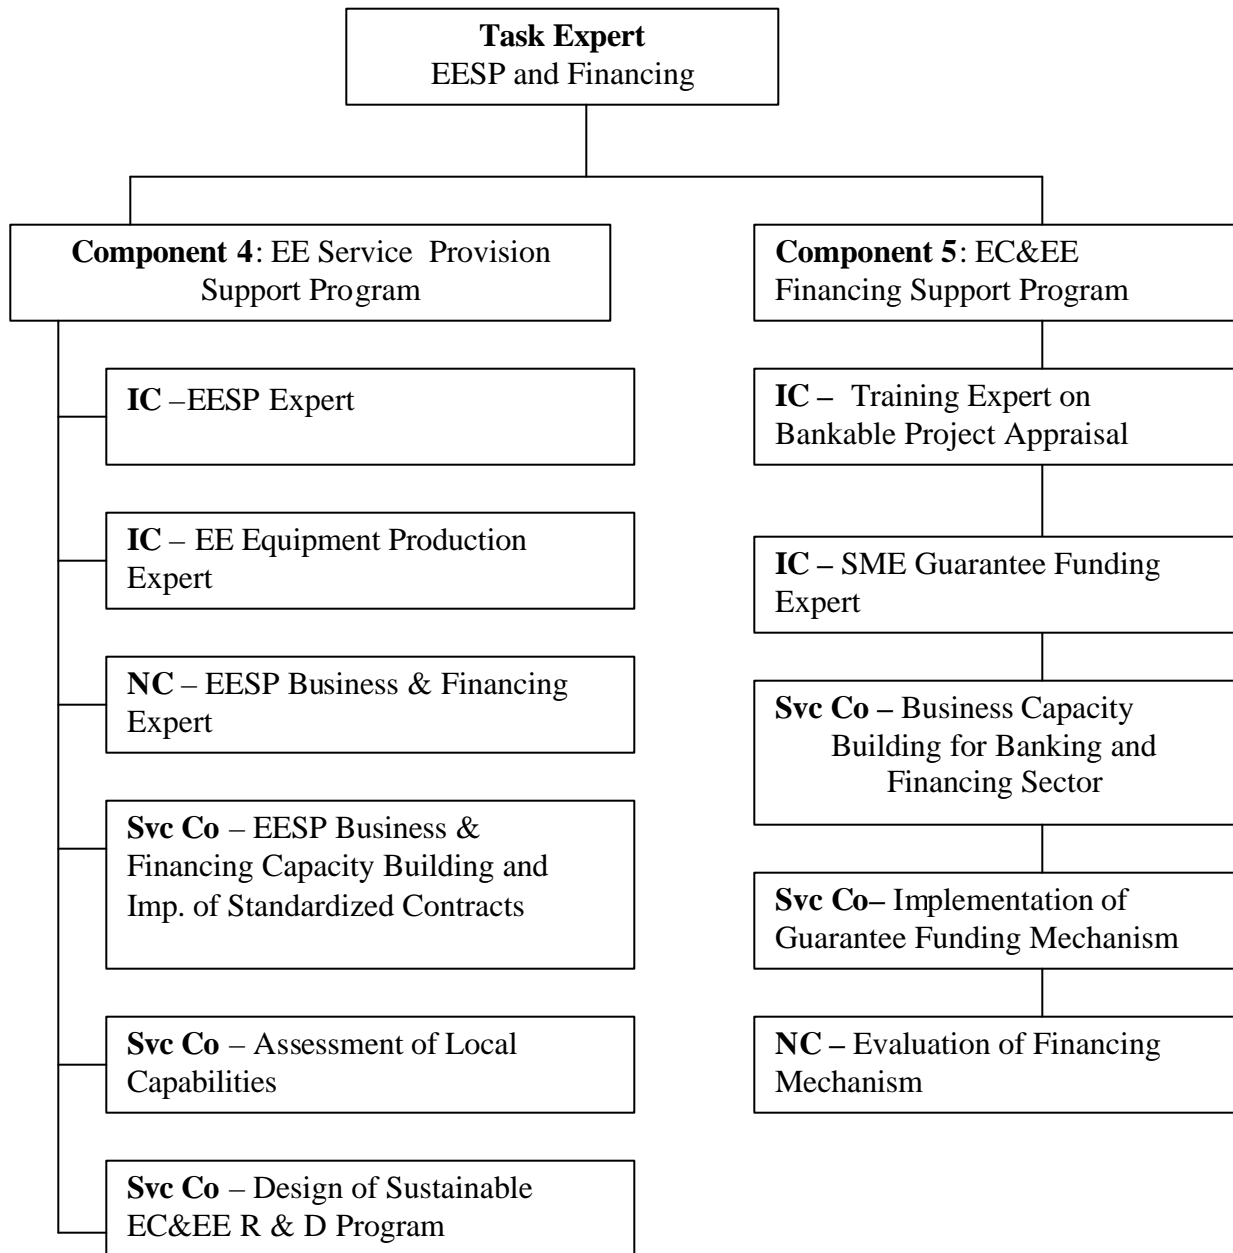 Task Expert
EESP and Financing
Component 4: EE Service Provision
Support Program
IC –EESP Expert
IC – EE Equipment Production
Expert
NC – EESP Business & Financing
Expert
Svc Co – EESP Business &
Financing Capacity Building and
Imp. of Standardized Contracts
Svc Co – Assessment of Local
Capabilities
Svc Co – Design of Sustainable
EC&EE R & D Program
Component 5: EC&EE
Financing Support Program
IC – Training Expert on
Bankable Project Appraisal
IC – SME Guarantee Funding
Expert
Svc Co – Business Capacity
Building for Banking and
Financing Sector
Svc Co– Implementation of
Guarantee Funding Mechanism
NC – Evaluation of Financing
Mechanism